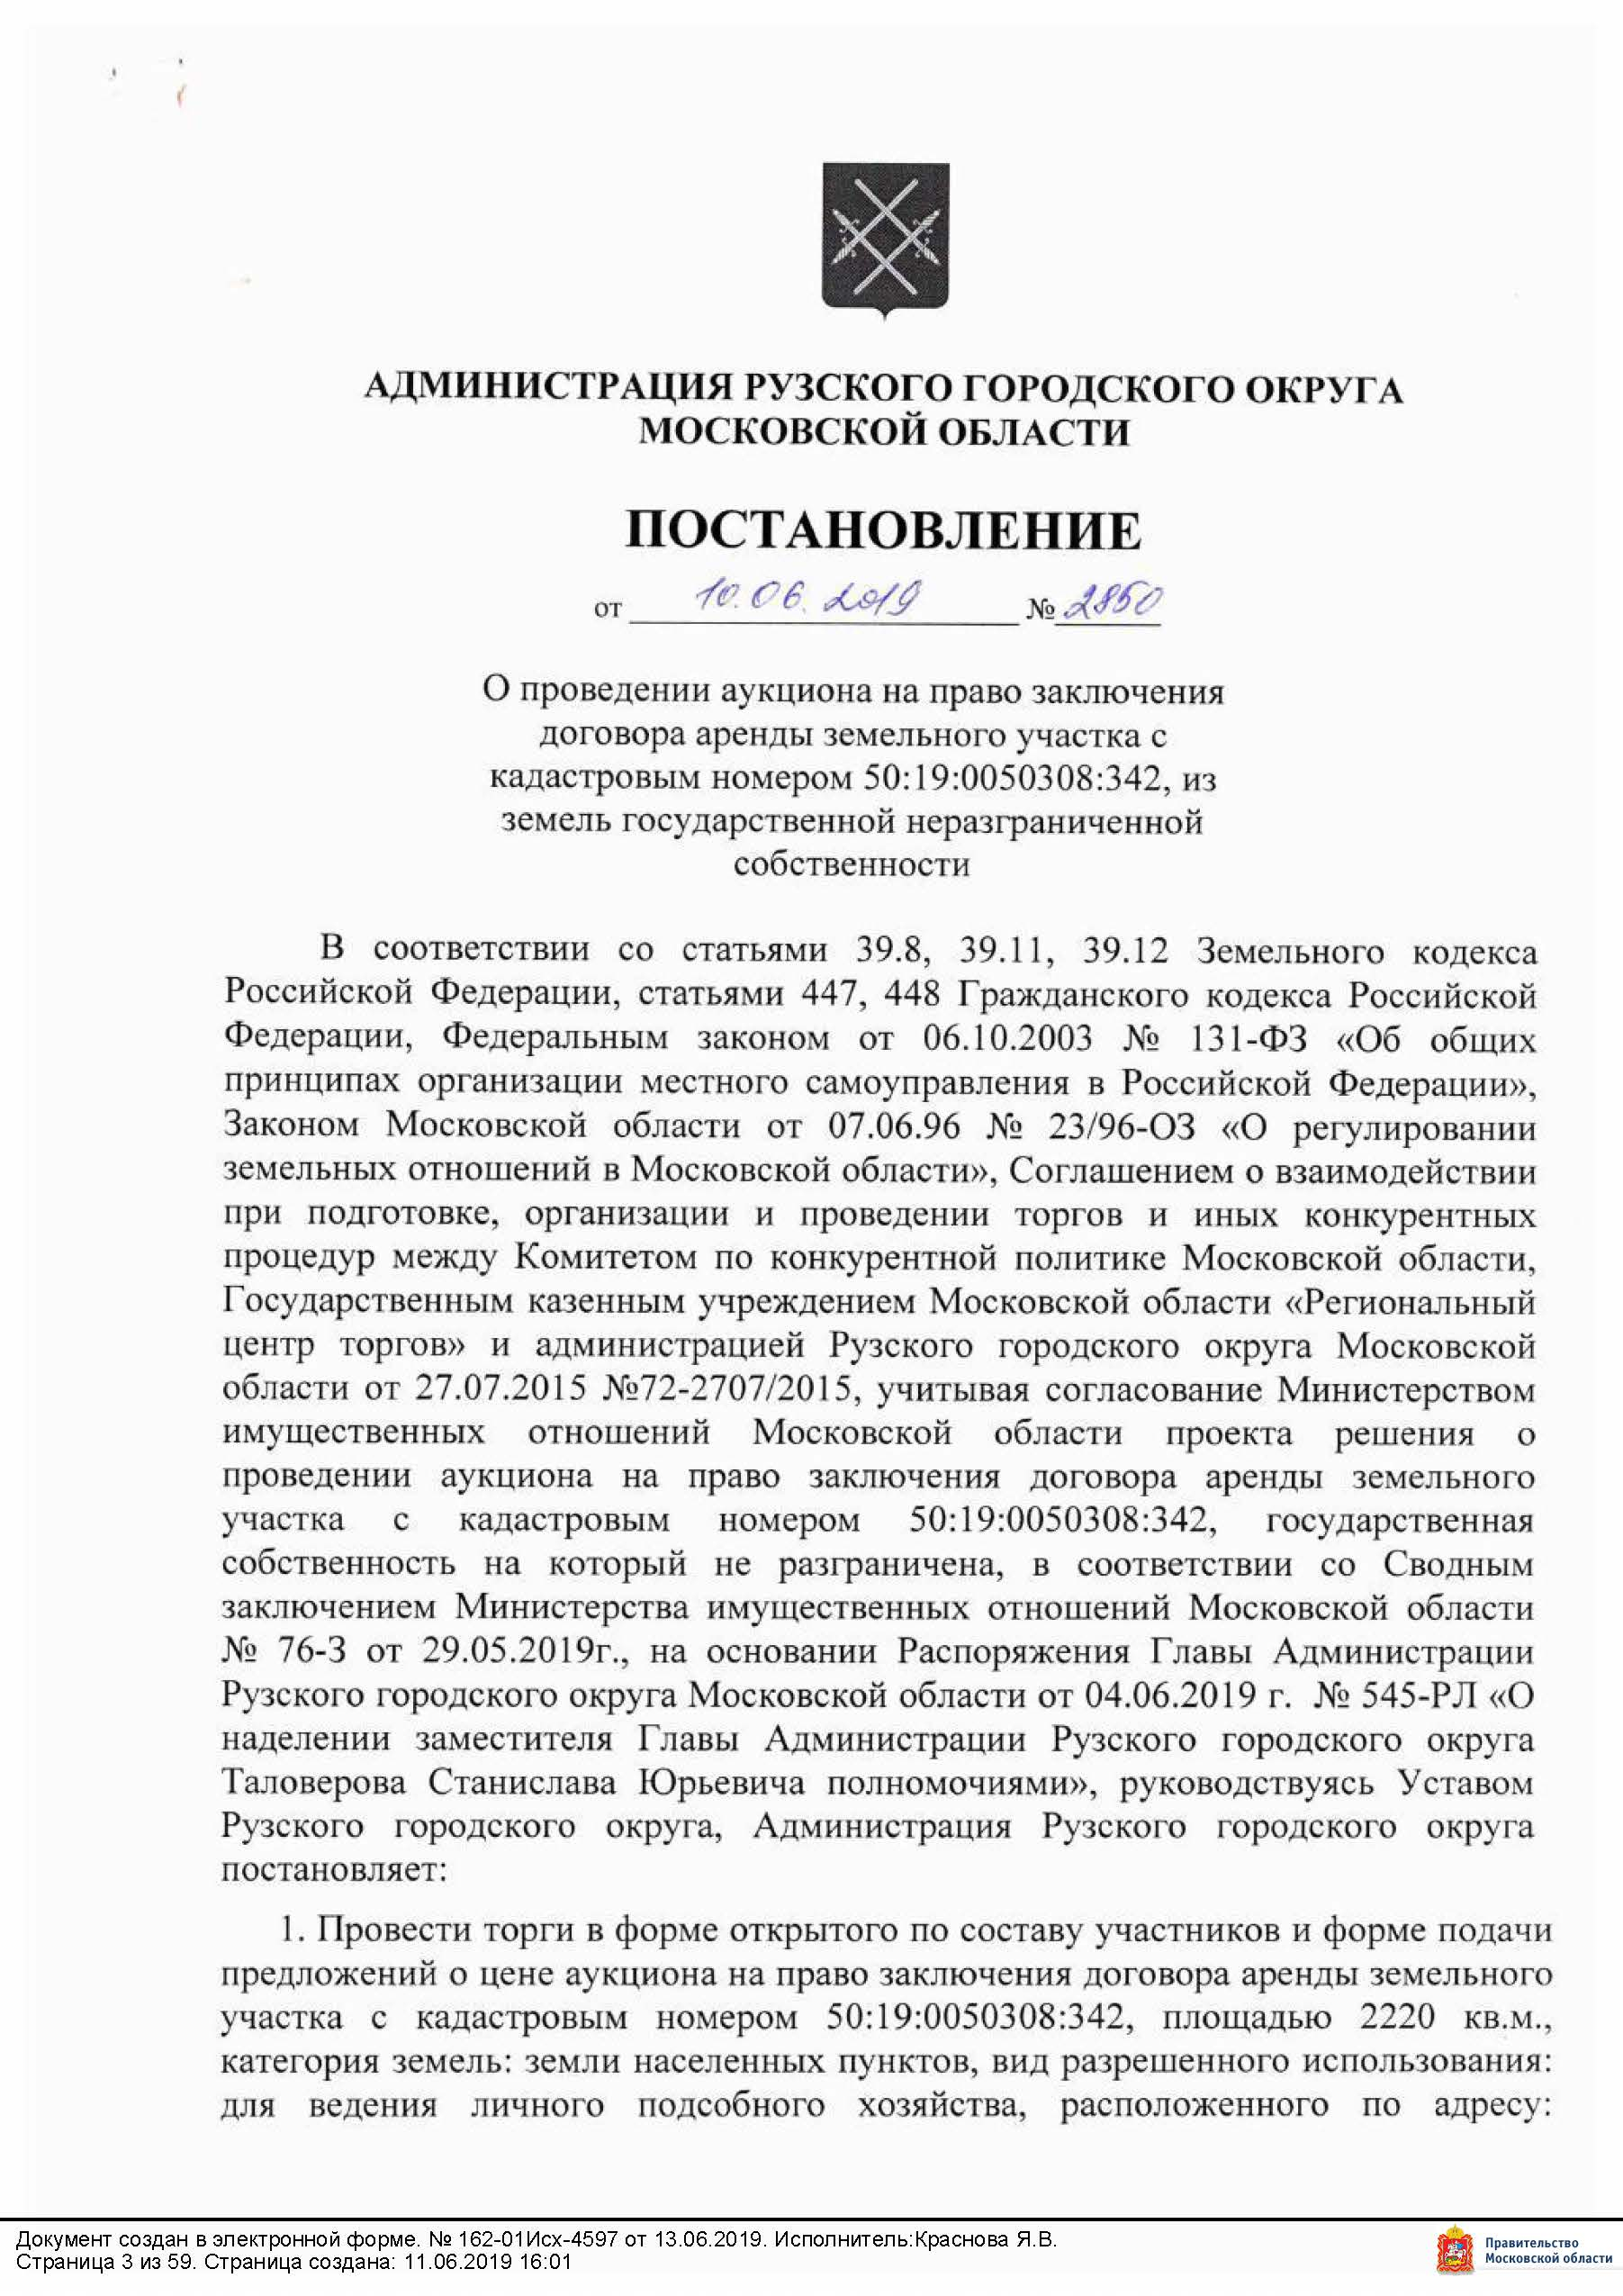 АДМИНИСТРАЦИЯ РУЗСКОГО ГОРОДСКОГО ОКРУГА
МОСКОВСКОЙ ОБЛАСТИ
ПОСТАНОВЛЕНИЕ
от 10.06.2019 № 2850
О проведении аукциона на право заключения
договора аренды земельного участка с
кадастровым номером 50:19:0050308:342, из
земель государственной неразграниченной
собственности
В соответствии со статьями 39.8, 39.11, 39.12 Земельного кодекса
Российской Федерации, статьями 447, 448 Гражданского кодекса Российской
Федерации, Федеральным законом от 06.10.2003 № 131-ФЗ «Об общих
принципах организации местного самоуправления в Российской Федерации»,
Законом Московской области от 07.06.96 № 23/96-ОЗ «О регулировании
земельных отношений в Московской области», Соглашением о взаимодействии
при подготовке, организации и проведении торгов и иных конкурентных
процедур между Комитетом по конкурентной политике Московской области,
Государственным казенным учреждением Московской области «Региональный
центр торгов» и администрацией Рузского городского округа Московской
области от 27.07.2015 №72-2707/2015, учитывая согласование Министерством
имущественных отношений Московской области проекта решения о
проведении аукциона на право заключения договора аренды земельного
участка с кадастровым номером 50:19:0050308:342, государственная
собственность на который не разграничена, в соответствии со Сводным
заключением Министерства имущественных отношений Московской области
№ 76-З от 29.05.2019г., на основании Распоряжения Главы Администрации
Рузского городского округа Московской области от 04.06.2019 г. № 545-РЛ «О
наделении заместителя Главы Администрации Рузского городского округа
Таловерова Станислава Юрьевича полномочиями», руководствуясь Уставом
Рузского городского округа, Администрация Рузского городского округа
постановляет:
1. Провести торги в форме открытого по составу участников и форме подачи
предложений о цене аукциона на право заключения договора аренды земельного
участка с кадастровым номером 50:19:0050308:342, площадью 2220 кв.м.,
категория земель: земли населенных пунктов, вид разрешенного использования:
для ведения личного подсобного хозяйства, расположенного по адресу:
Документ создан в электронной форме. № 162-01Исх-4597 от 13.06.2019. Исполнитель:Краснова Я.В.
Страница 3 из 59. Страница создана: 11.06.2019 16:01
Правительство
Московской области